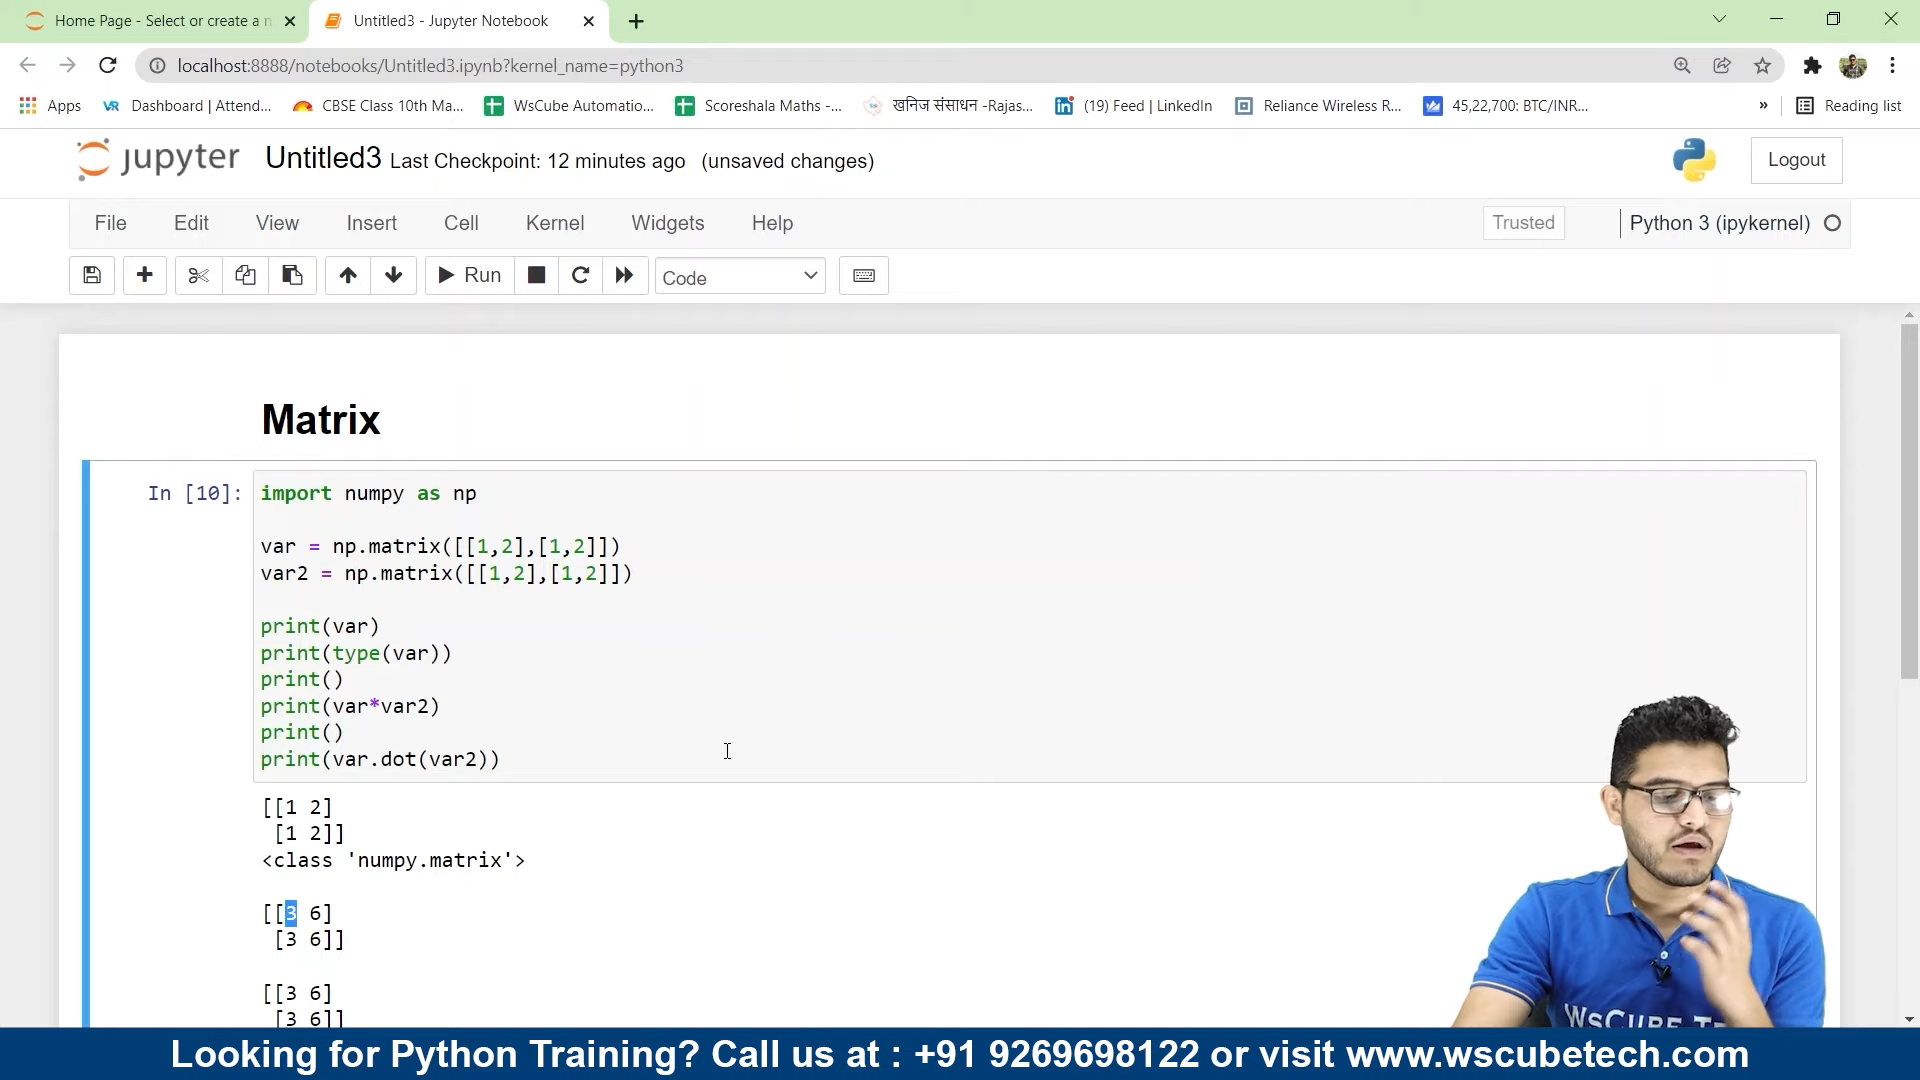 Home Page - Select or create a n
Untitled3 - Jupyter Notebook
localhost:8888/notebooks/Untitled3.ipynb?kernel_name=python3
Apps
Dashboard | Attend...
CBSE Class 10th Ma...
WsCube Automatio...
Scoreshala Maths -...
खनिज संसाधन -Rajas...
(19) Feed | LinkedIn
Reliance Wireless R...
45,22,700: BTC/INR...
»
Reading list
jupyter
Untitled3 Last Checkpoint: 12 minutes ago (unsaved changes)
Logout
File Edit View Insert Cell Kernel Widgets Help
Trusted
Python 3 (ipykernel)
Run
Code
Matrix
In [10]:
import numpy as np
var = np.matrix([[1,2],[1,2]])
var2 = np.matrix([[1,2],[1,2]])
print(var)
print(type(var))
print()
print(var*var2)
print()
print(var.dot(var2))
[[1 2]
[1 2]]
<class 'numpy.matrix'>
[[3 6]
[3 6]]
[[3 6]
[3 6]]
Looking for Python Training? Call us at : +91 9269698122 or visit www.wscubetech.com